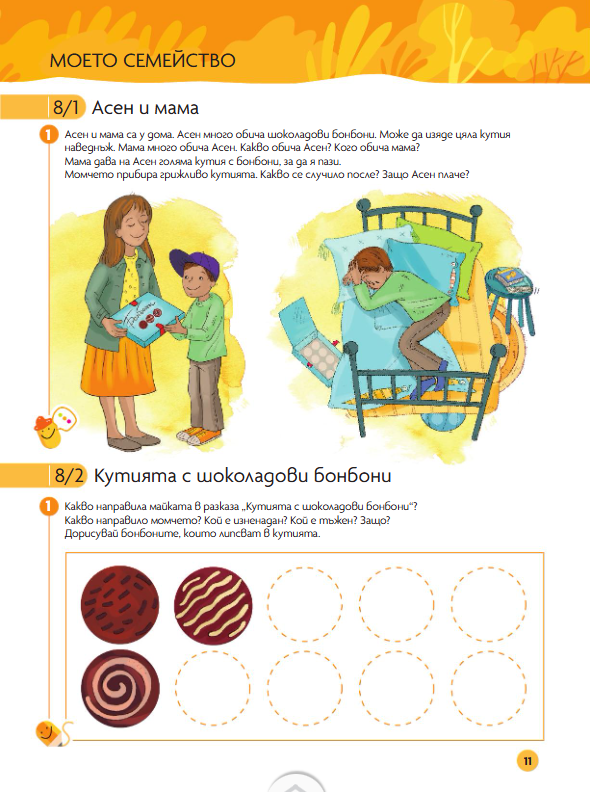 МОЕТО СЕМЕЙСТВО
8/1 Асен и мама
1 Асен и мама са у дома. Асен много обича шоколадови бонбони. Може да изяде цяла кутия
наведнъж. Мама много обича Асен. Какво обича Асен? Кого обича мама?
Мама дава на Асен голяма кутия с бонбони, за да я пази.
Момчето прибира грижливо кутията. Какво се случило после? Защо Асен плаче?
Бонбони
8/2 Кутията с шоколадови бонбони
1 Какво направила майката в разказа „Кутията с шоколадови бонбони“?
Какво направило момчето? Кой е изненадан? Кой е тъжен? Защо?
Дорисувай бонбоните, които липсват в кутията.
11